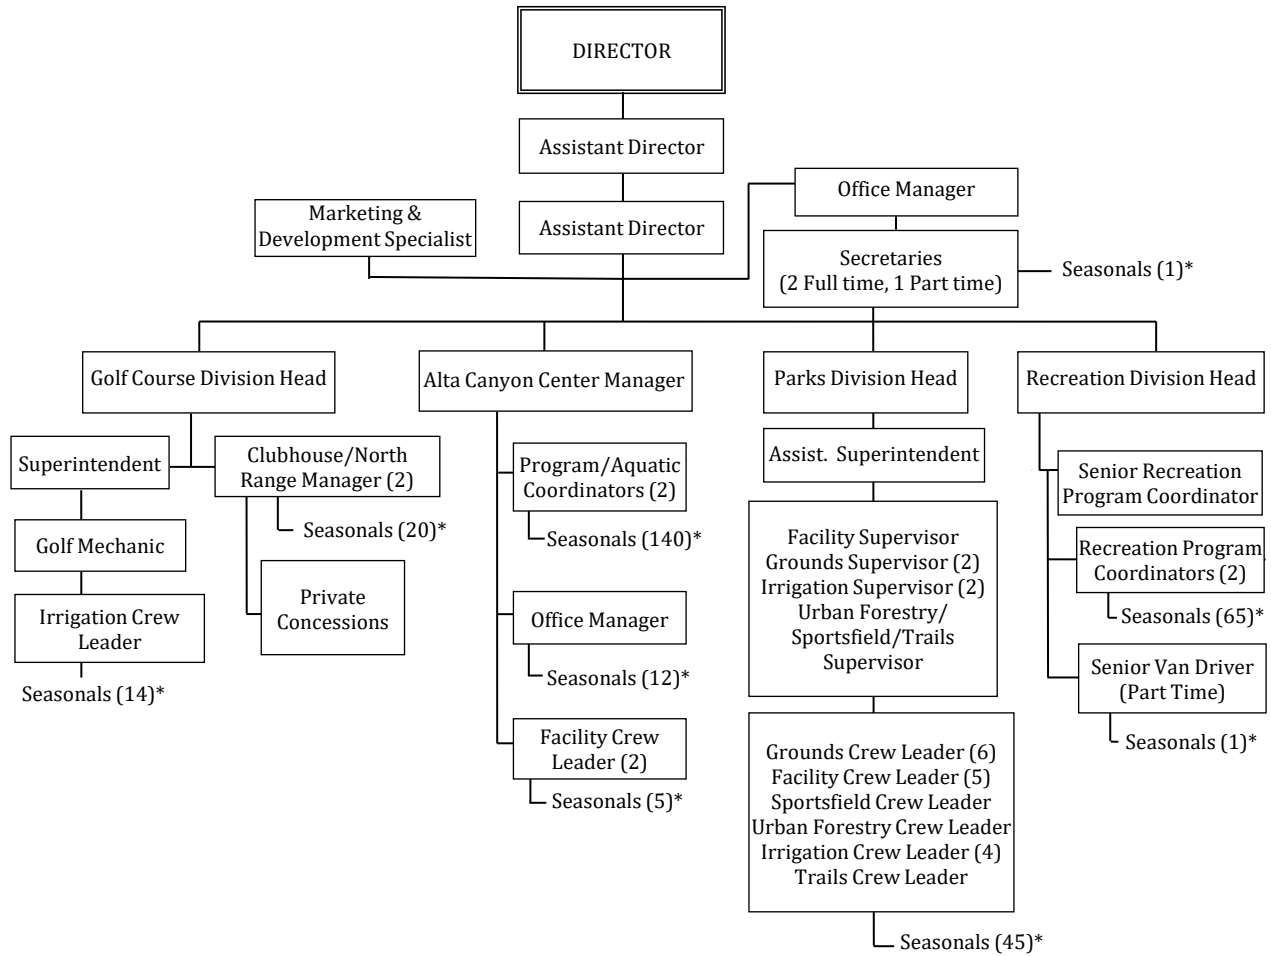 DIRECTOR
Assistant Director
Assistant Director
Marketing &
Development Specialist
Office Manager
Secretaries
(2 Full time, 1 Part time)
Seasonals (1)*
Golf Course Division Head
Superintendent
Golf Mechanic
Irrigation Crew
Leader
Seasonals (14)*
Clubhouse/North
Range Manager (2)
Seasonals (20)*
Private
Concessions
Alta Canyon Center Manager
Program/Aquatic
Coordinators (2)
Seasonals (140)*
Office Manager
Seasonals (12)*
Facility Crew
Leader (2)
Seasonals (5)*
Parks Division Head
Assist. Superintendent
Facility Supervisor
Grounds Supervisor (2)
Irrigation Supervisor (2)
Urban Forestry/
Sportsfield/Trails
Supervisor
Grounds Crew Leader (6)
Facility Crew Leader (5)
Sportsfield Crew Leader
Urban Forestry Crew Leader
Irrigation Crew Leader (4)
Trails Crew Leader
Seasonals (45)*
Recreation Division Head
Senior Recreation
Program Coordinator
Recreation Program
Coordinators (2)
Seasonals (65)*
Senior Van Driver
(Part Time)
Seasonals (1)*